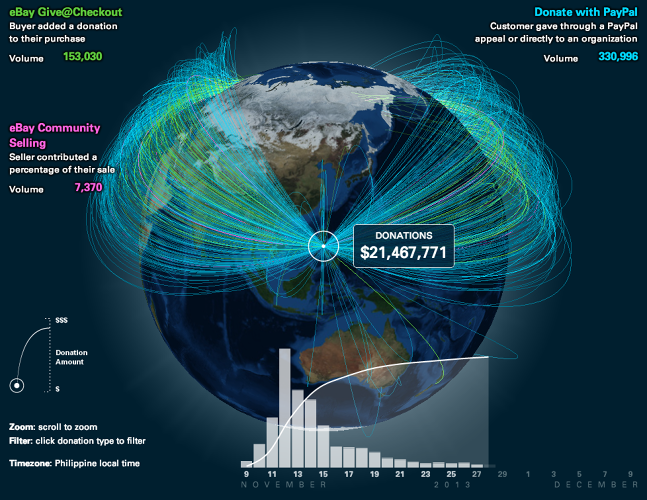 eBay Give@Checkout
Buyer added a donation
to their purchase
Volume 153,030
Donate with PayPal
Customer gave through a PayPal
appeal or directly to an organization
Volume 330,996
eBay Community
Selling
Seller contributed a
percentage of their sale
Volume 7,370
DONATIONS
$21,467,771
$$$
Donation
Amount
$
Zoom: scroll to zoom
Filter: click donation type to filter
Timezone: Philippine local time
9 11 13 15 17 19 21 23 25 27 29 1 3 5 7 9
NOVEMBER 2013 DECEMBER